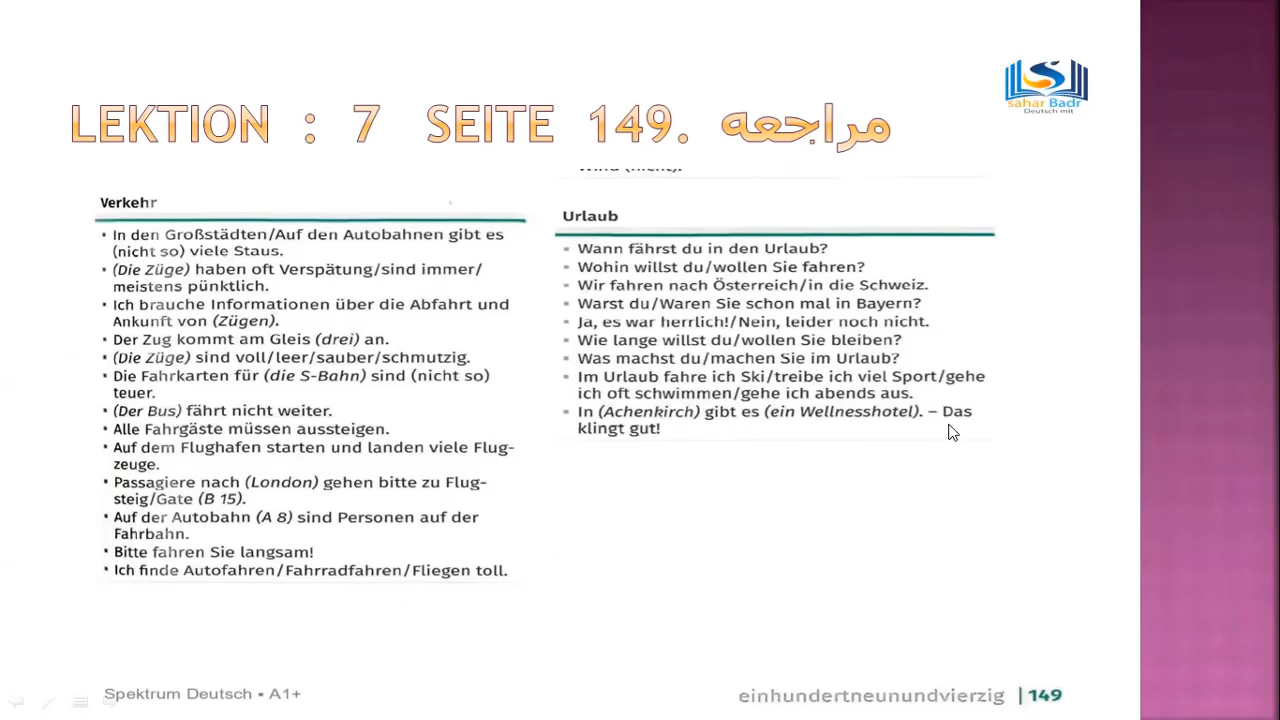 sahar Badr
Deutsch mit
LEKTION : 7 SEITE 149. مراجعه
Verkehr
• In den Großstädten/Auf den Autobahnen gibt es
(nicht so) viele Staus.
• (Die Züge) haben oft Verspätung/sind immer/
meistens pünktlich.
• Ich brauche Informationen über die Abfahrt und
Ankunft von (Zügen).
• Der Zug kommt am Gleis (drei) an.
• (Die Züge) sind voll/leer/sauber/schmutzig.
• Die Fahrkarten für (die S-Bahn) sind (nicht so)
teuer.
• (Der Bus) fährt nicht weiter.
• Alle Fahrgäste müssen aussteigen.
• Auf dem Flughafen starten und landen viele Flug-
zeuge.
• Passagiere nach (London) gehen bitte zu Flug-
steig/Gate (B 15).
• Auf der Autobahn (A 8) sind Personen auf der
Fahrbahn.
• Bitte fahren Sie langsam!
• Ich finde Autofahren/Fahrradfahren/Fliegen toll.
Wind (nicht).
Urlaub
• Wann fährst du in den Urlaub?
• Wohin willst du/wollen Sie fahren?
• Wir fahren nach Österreich/in die Schweiz.
• Warst du/Waren Sie schon mal in Bayern?
• Ja, es war herrlich!/Nein, leider noch nicht.
• Wie lange willst du/wollen Sie bleiben?
• Was machst du/machen Sie im Urlaub?
• Im Urlaub fahre ich Ski/treibe ich viel Sport/gehe
ich oft schwimmen/gehe ich abends aus.
• In (Achenkirch) gibt es (ein Wellnesshotel). – Das
klingt gut!
Spektrum Deutsch ▪ A1+
einhundertneunundvierzig | 149